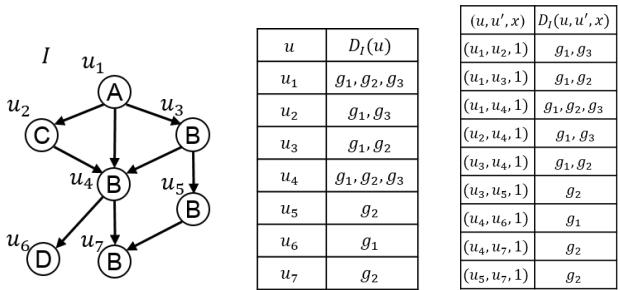 I
u₁
A
u₂
u₃
C
B
u₄
B
u₅
B
u₆
u₇
D
B
u D_I(u)
u₁ g₁, g₂, g₃
u₂ g₁, g₃
u₃ g₁, g₂
u₄ g₁, g₂, g₃
u₅ g₂
u₆ g₁
u₇ g₂
(u, u′, x) D_I(u, u′, x)
(u₁, u₂, 1) g₁, g₃
(u₁, u₃, 1) g₁, g₂
(u₁, u₄, 1) g₁, g₂, g₃
(u₂, u₄, 1) g₁, g₃
(u₃, u₄, 1) g₁, g₂
(u₃, u₅, 1) g₂
(u₄, u₆, 1) g₁
(u₄, u₇, 1) g₂
(u₅, u₇, 1) g₂